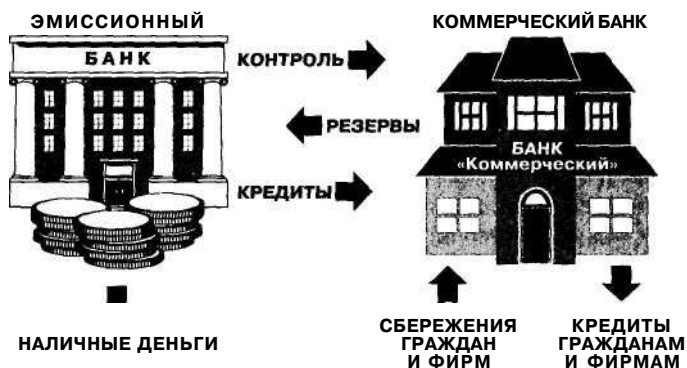 ЭМИССИОННЫЙ
БАНК
КОММЕРЧЕСКИЙ БАНК
КОНТРОЛЬ
РЕЗЕРВЫ
КРЕДИТЫ
БАНК
«Коммерческий»
НАЛИЧНЫЕ ДЕНЬГИ
СБЕРЕЖЕНИЯ
ГРАЖДАН
И ФИРМ
КРЕДИТЫ
ГРАЖДАНАМ
И ФИРМАМ